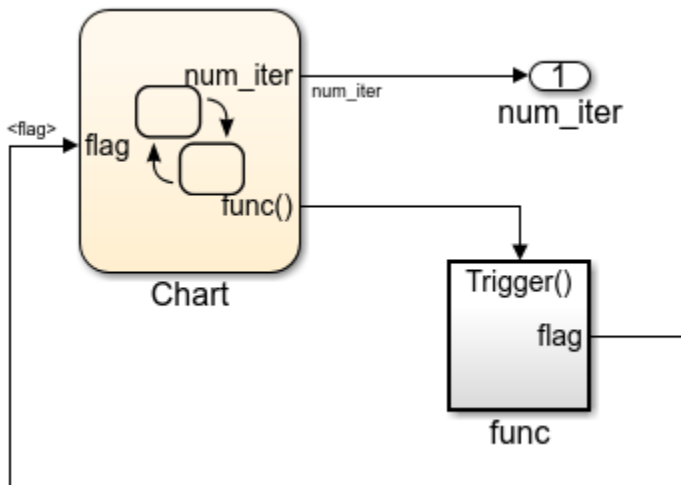 num_iter
num_iter
1
num_iter
<flag>
flag
func()
Chart
Trigger()
flag
func